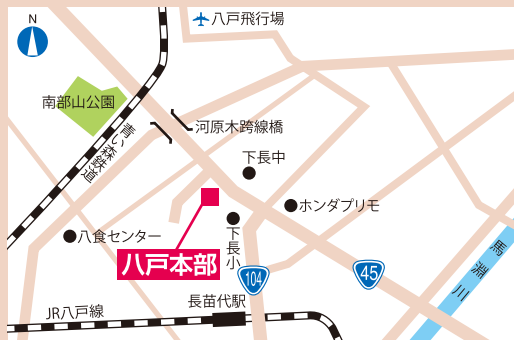 N
八戸飛行場
南部山公園
河原木跨線橋
青い森鉄道
下長中
ホンダプリモ
八食センター
下長小
八戸本部
馬淵川
104
45
長苗代駅
JR八戸線